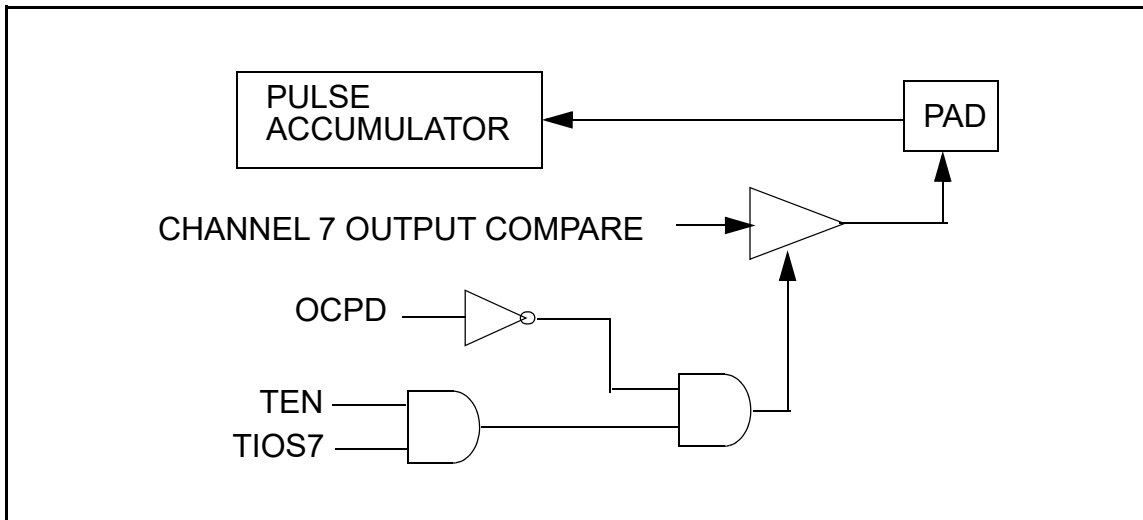 PULSE
ACCUMULATOR
PAD
CHANNEL 7 OUTPUT COMPARE
OCPD
TEN
TIOS7